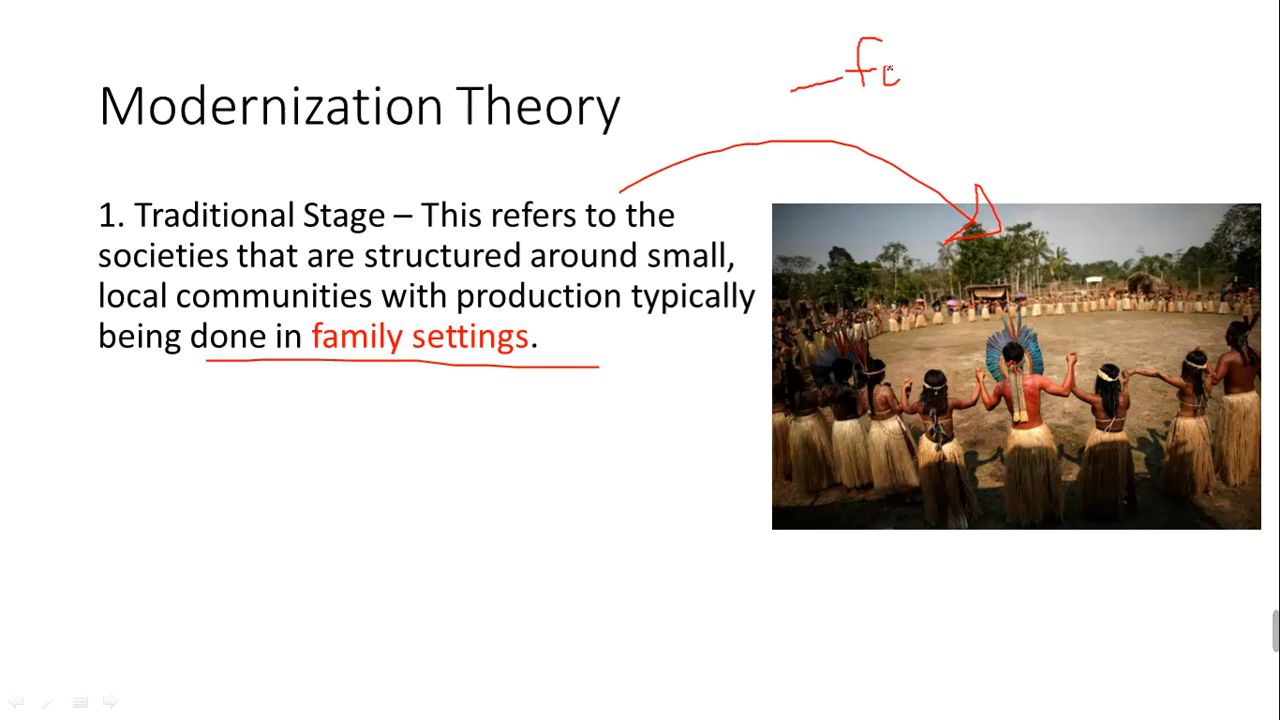 Modernization Theory
1. Traditional Stage – This refers to the
societies that are structured around small,
local communities with production typically
being done in family settings.